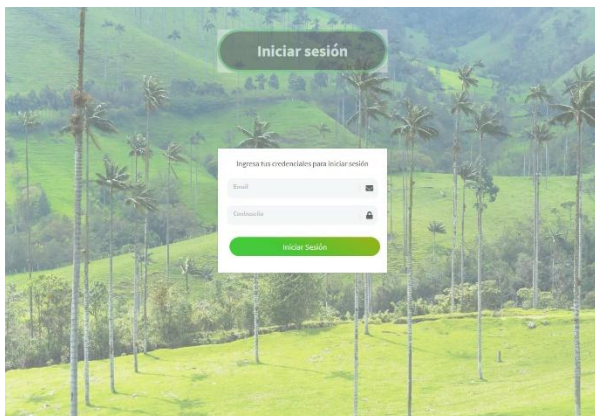 Iniciar sesión
Ingresa tus credenciales para iniciar sesión
Email
Contraseña
Iniciar Sesión